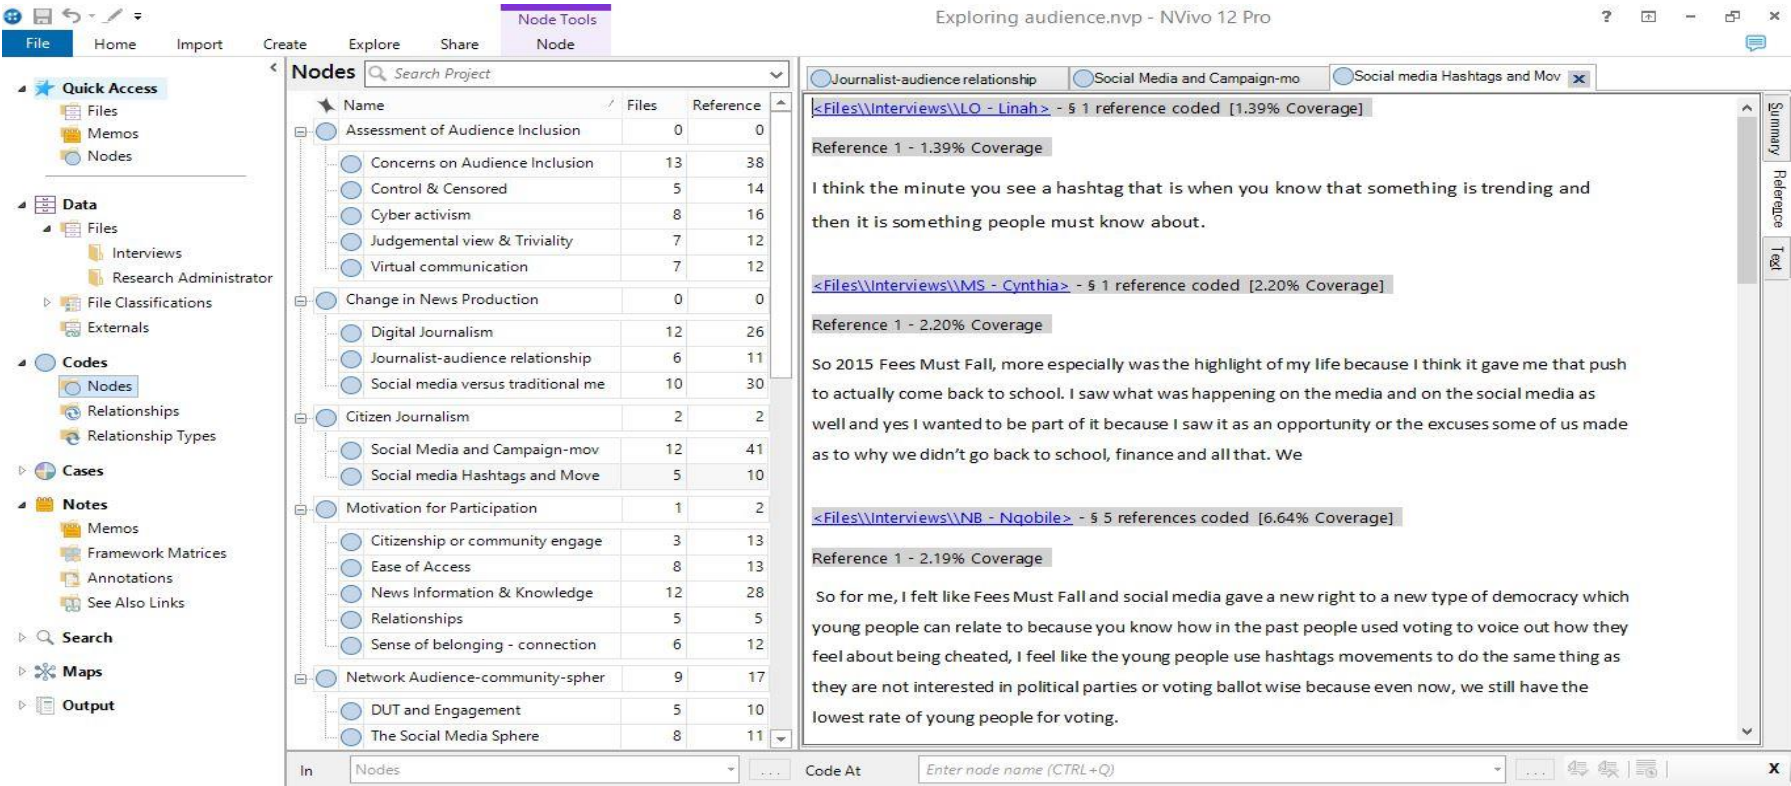 Node Tools
Exploring audience.nvp - NVivo 12 Pro
?
File Home Import Create Explore Share Node
Quick Access
Files
Memos
Nodes
Data
Files
Interviews
Research Administrator
File Classifications
Externals
Codes
Nodes
Relationships
Relationship Types
Cases
Notes
Memos
Framework Matrices
Annotations
See Also Links
Search
Maps
Output
Nodes Search Project
Name Files Reference
Assessment of Audience Inclusion 0 0
Concerns on Audience Inclusion 13 38
Control & Censored 5 14
Cyber activism 8 16
Judgemental view & Triviality 7 12
Virtual communication 7 12
Change in News Production 0 0
Digital Journalism 12 26
Journalist-audience relationship 6 11
Social media versus traditional me 10 30
Citizen Journalism 2 2
Social Media and Campaign-mov 12 41
Social media Hashtags and Move 5 10
Motivation for Participation 1 2
Citizenship or community engage 3 13
Ease of Access 8 13
News Information & Knowledge 12 28
Relationships 5 5
Sense of belonging - connection 6 12
Network Audience-community-spher 9 17
DUT and Engagement 5 10
The Social Media Sphere 8 11
In Nodes ...
Journalist-audience relationship Social Media and Campaign-mo Social media Hashtags and Mov x
<Files\\Interviews\\LO - Linah> - § 1 reference coded [1.39% Coverage]
Reference 1 - 1.39% Coverage
I think the minute you see a hashtag that is when you know that something is trending and
then it is something people must know about.
<Files\\Interviews\\MS - Cynthia> - § 1 reference coded [2.20% Coverage]
Reference 1 - 2.20% Coverage
So 2015 Fees Must Fall, more especially was the highlight of my life because I think it gave me that push
to actually come back to school. I saw what was happening on the media and on the social media as
well and yes I wanted to be part of it because I saw it as an opportunity or the excuses some of us made
as to why we didn’t go back to school, finance and all that. We
<Files\\Interviews\\NB - Nqobile> - § 5 references coded [6.64% Coverage]
Reference 1 - 2.19% Coverage
So for me, I felt like Fees Must Fall and social media gave a new right to a new type of democracy which
young people can relate to because you know how in the past people used voting to voice out how they
feel about being cheated, I feel like the young people use hashtags movements to do the same thing as
they are not interested in political parties or voting ballot wise because even now, we still have the
lowest rate of young people for voting.
Summary
Reference
Text
Code At Enter node name (CTRL+Q) ... x